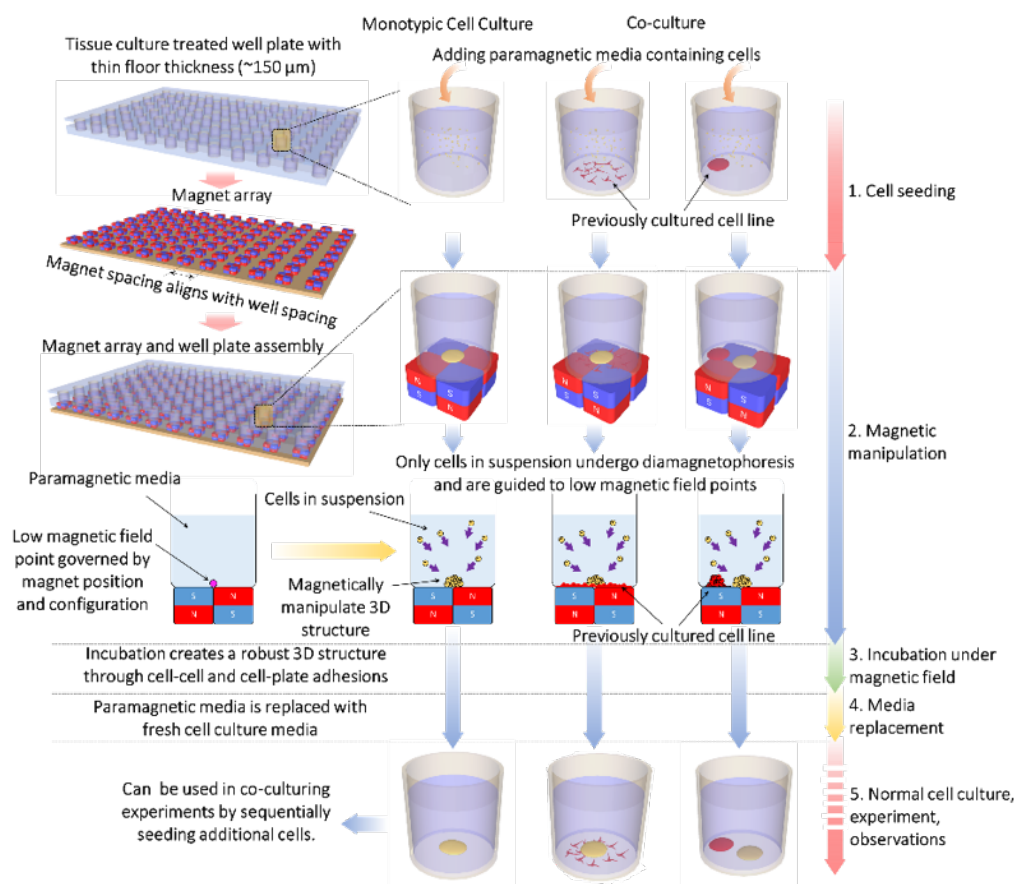 Monotypic Cell Culture
Co-culture
Adding paramagnetic media containing cells
Tissue culture treated well plate with
thin floor thickness (~150 µm)
Previously cultured cell line
1. Cell seeding
Magnet array
Magnet spacing aligns with well spacing
Magnet array and well plate assembly
N
S
S
N
N
S
S
N
N
S
S
N
2. Magnetic
manipulation
Only cells in suspension undergo diamagnetophoresis
and are guided to low magnetic field points
Paramagnetic media
Cells in suspension
Low magnetic field
point governed by
magnet position
and configuration
Magnetically
manipulate 3D
structure
S N
N S
S N
N S
S N
N S
S N
N S
Previously cultured cell line
Incubation creates a robust 3D structure
through cell-cell and cell-plate adhesions
3. Incubation under
magnetic field
Paramagnetic media is replaced with
fresh cell culture media
4. Media
replacement
Can be used in co-culturing
experiments by sequentially
seeding additional cells.
5. Normal cell culture,
experiment,
observations